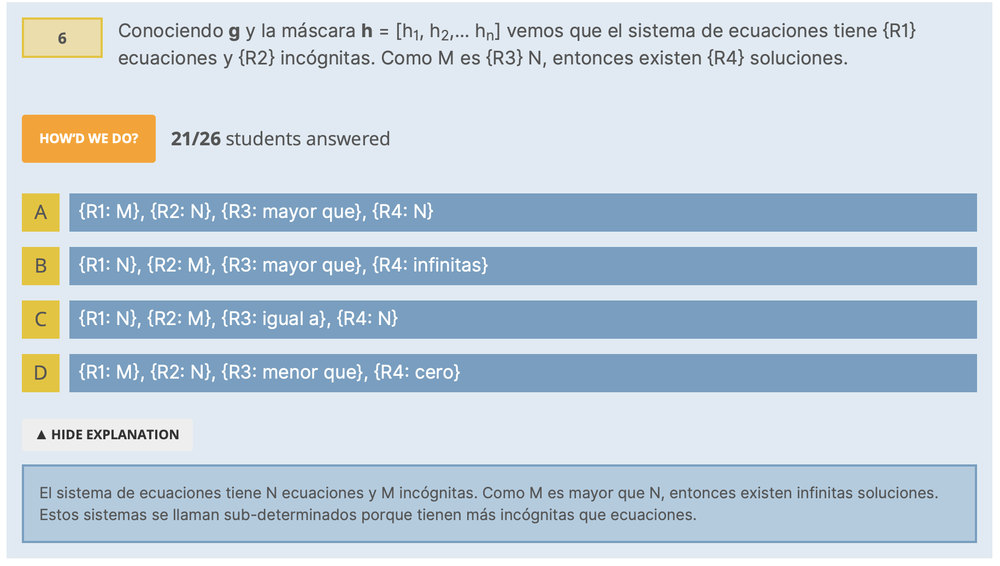 6
Conociendo g y la máscara h = [h₁, h₂,... hₙ] vemos que el sistema de ecuaciones tiene {R1}
ecuaciones y {R2} incógnitas. Como M es {R3} N, entonces existen {R4} soluciones.
HOW'D WE DO?
21/26 students answered
A
{R1: M}, {R2: N}, {R3: mayor que}, {R4: N}
B
{R1: N}, {R2: M}, {R3: mayor que}, {R4: infinitas}
C
{R1: N}, {R2: M}, {R3: igual a}, {R4: N}
D
{R1: M}, {R2: N}, {R3: menor que}, {R4: cero}
▲ HIDE EXPLANATION
El sistema de ecuaciones tiene N ecuaciones y M incógnitas. Como M es mayor que N, entonces existen infinitas soluciones.
Estos sistemas se llaman sub-determinados porque tienen más incógnitas que ecuaciones.